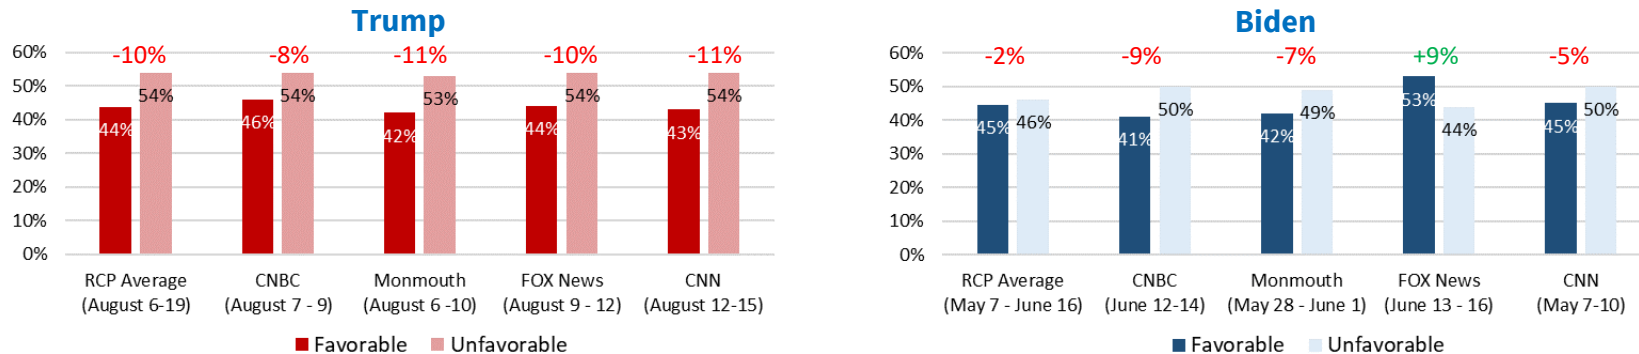 Trump
60%
50%
40%
30%
20%
10%
0%
-10%
-8%
-11%
-10%
-11%
44%
54%
46%
54%
42%
53%
44%
54%
43%
54%
RCP Average
(August 6-19)
CNBC
(August 7 - 9)
Monmouth
(August 6 -10)
FOX News
(August 9 - 12)
CNN
(August 12-15)
Favorable
Unfavorable
Biden
60%
50%
40%
30%
20%
10%
0%
-2%
-9%
-7%
+9%
-5%
45%
46%
41%
50%
42%
49%
53%
44%
45%
50%
RCP Average
(May 7 - June 16)
CNBC
(June 12-14)
Monmouth
(May 28 - June 1)
FOX News
(June 13 - 16)
CNN
(May 7-10)
Favorable
Unfavorable